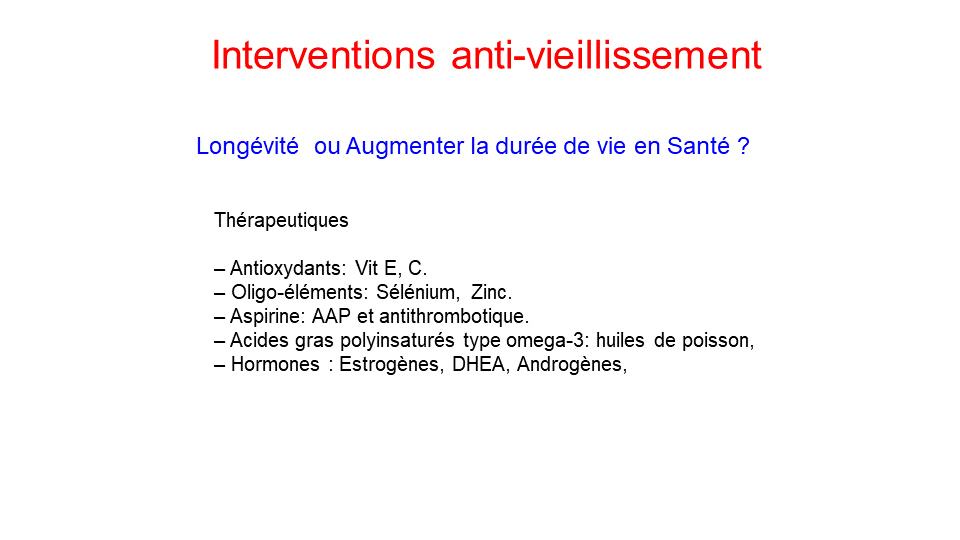 Interventions anti-vieillissement
Longévité ou Augmenter la durée de vie en Santé ?
Thérapeutiques
– Antioxydants: Vit E, C.
– Oligo-éléments: Sélénium, Zinc.
– Aspirine: AAP et antithrombotique.
– Acides gras polyinsaturés type omega-3: huiles de poisson,
– Hormones : Estrogènes, DHEA, Androgènes,